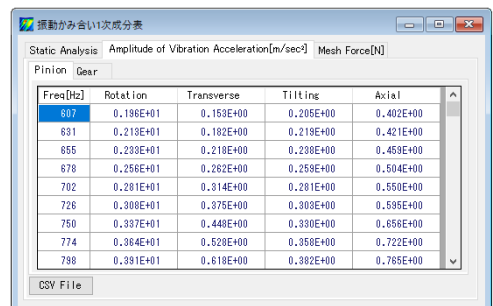 振動かみ合い1次成分表
Static Analysis Amplitude of Vibration Acceleration[m/sec²] Mesh Force[N]
Pinion Gear
Freq[Hz] Rotation Transverse Tilting Axial
607 0.196E+01 0.153E+00 0.205E+00 0.402E+00
631 0.213E+01 0.182E+00 0.219E+00 0.421E+00
655 0.233E+01 0.218E+00 0.238E+00 0.459E+00
678 0.256E+01 0.262E+00 0.259E+00 0.504E+00
702 0.281E+01 0.314E+00 0.281E+00 0.550E+00
726 0.308E+01 0.375E+00 0.303E+00 0.595E+00
750 0.337E+01 0.448E+00 0.330E+00 0.656E+00
774 0.364E+01 0.528E+00 0.358E+00 0.722E+00
798 0.391E+01 0.618E+00 0.382E+00 0.765E+00
CSV File